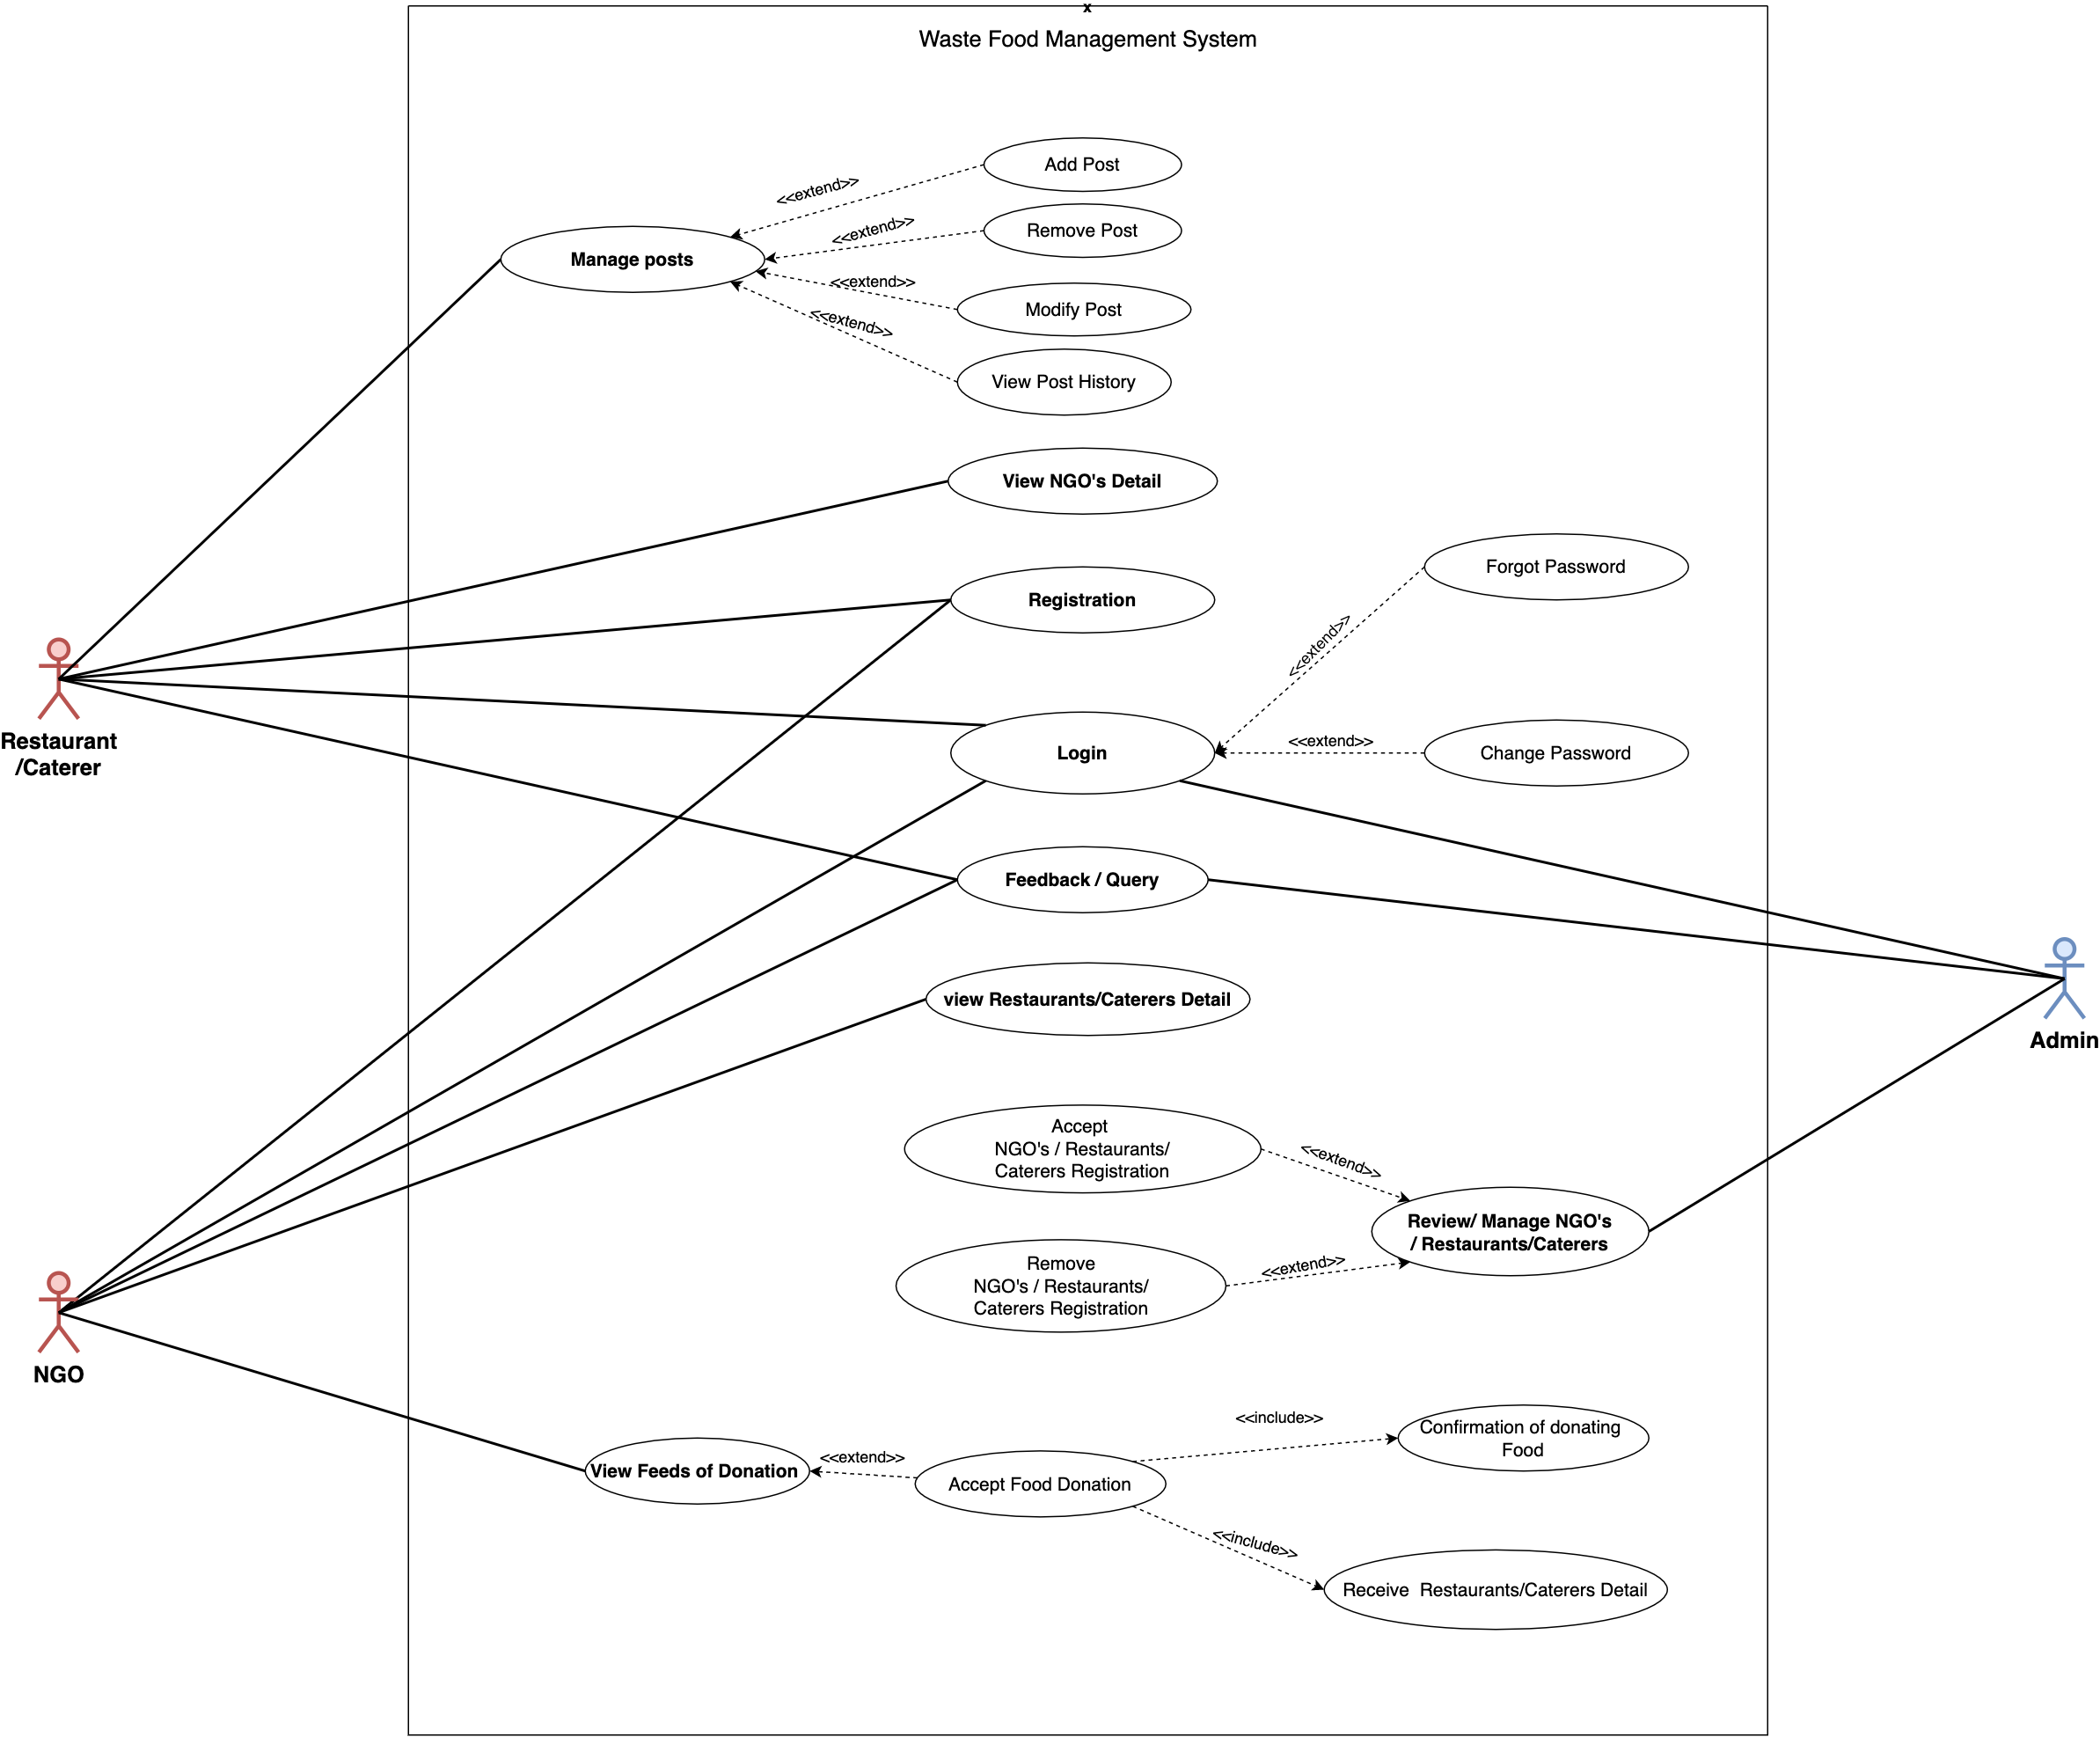 x
Waste Food Management System
Add Post
<<extend>>
Remove Post
<<extend>>
Manage posts
<<extend>>
Modify Post
<<extend>>
View Post History
View NGO's Detail
Forgot Password
Registration
<<extend>>
Restaurant
/Caterer
Login
<<extend>>
Change Password
Feedback / Query
view Restaurants/Caterers Detail
Admin
Accept
NGO's / Restaurants/
Caterers Registration
<<extend>>
Review/ Manage NGO's
/ Restaurants/Caterers
Remove
NGO's / Restaurants/
Caterers Registration
<<extend>>
NGO
<<include>>
Confirmation of donating
Food
View Feeds of Donation
<<extend>>
Accept Food Donation
<<include>>
Receive  Restaurants/Caterers Detail